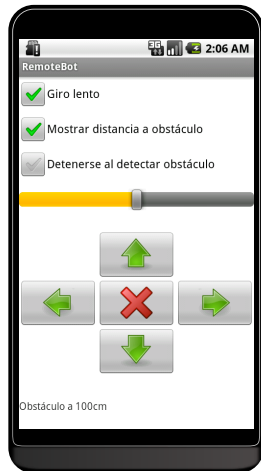 2:06 AM
RemoteBot
Giro lento
Mostrar distancia a obstáculo
Detenerse al detectar obstáculo
Obstáculo a 100cm